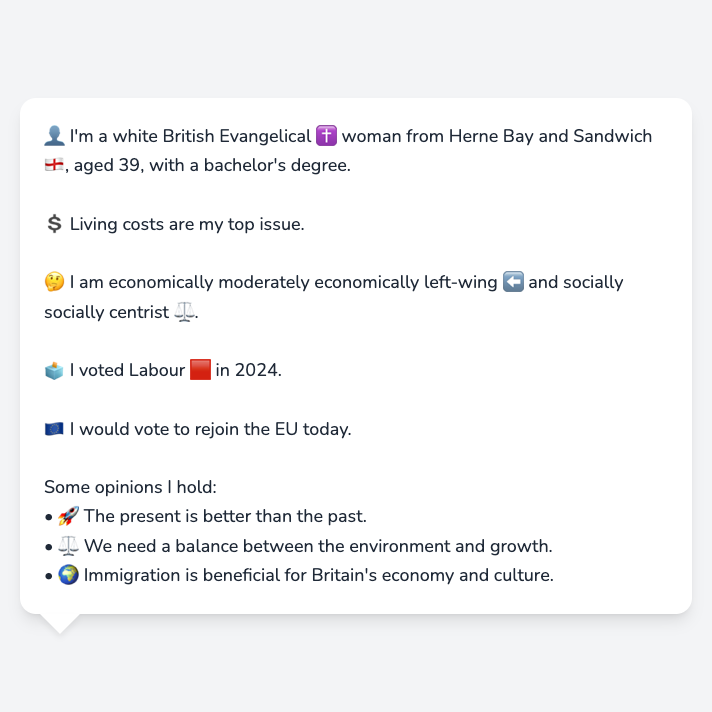 👤 I'm a white British Evangelical ✝️ woman from Herne Bay and Sandwich
🏴󠁧󠁢󠁥󠁮󠁧󠁿, aged 39, with a bachelor's degree.
💲 Living costs are my top issue.
🤔 I am economically moderately economically left-wing ⬅️ and socially
socially centrist ⚖️.
🗳️ I voted Labour 🟥 in 2024.
🇪🇺 I would vote to rejoin the EU today.
Some opinions I hold:
• 🚀 The present is better than the past.
• ⚖️ We need a balance between the environment and growth.
• 🌍 Immigration is beneficial for Britain's economy and culture.